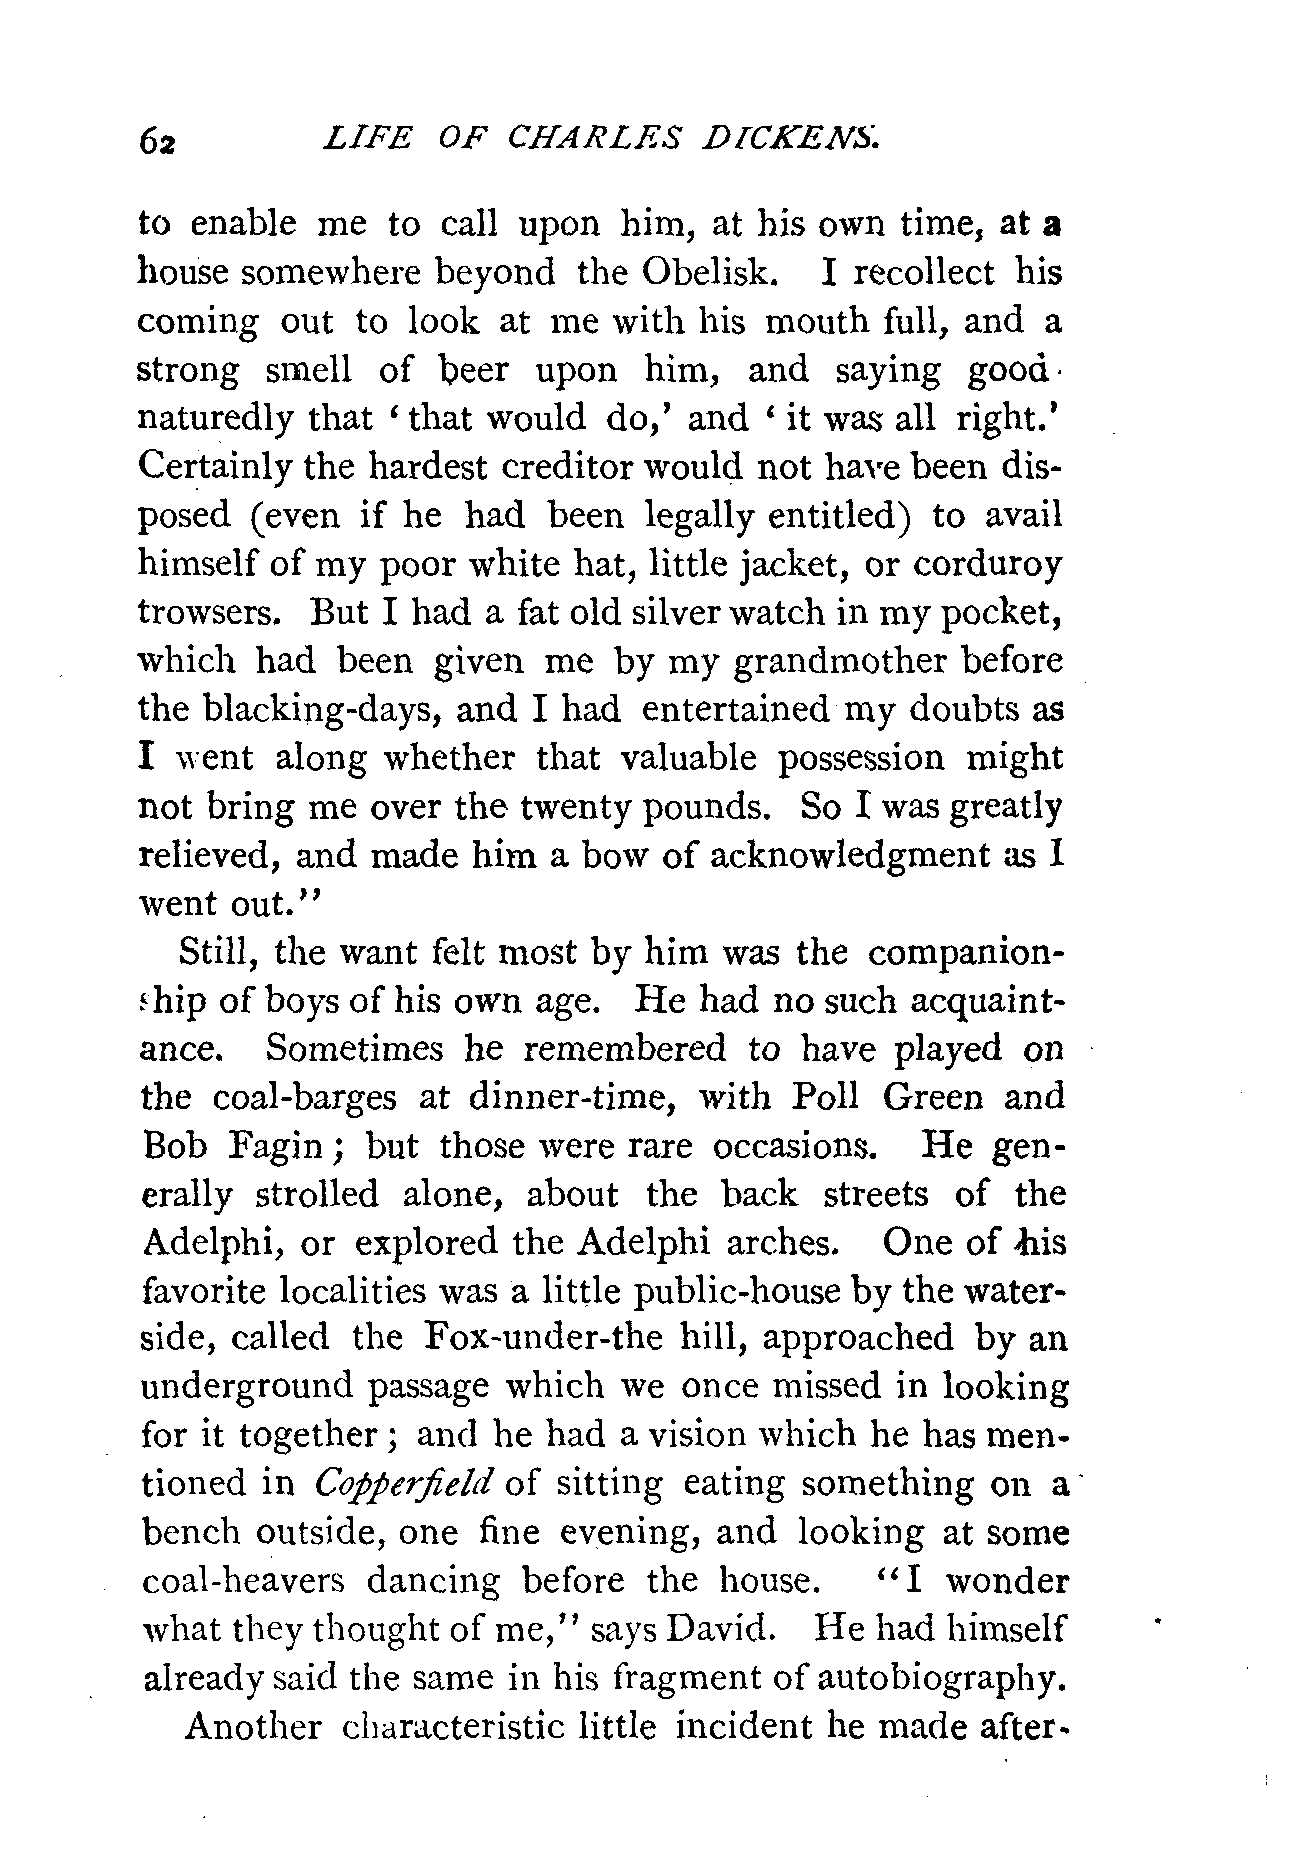 62 LIFE OF CHARLES DICKENS.
to enable me to call upon him, at his own time, at a
house somewhere beyond the Obelisk. I recollect his
coming out to look at me with his mouth full, and a
strong smell of beer upon him, and saying good-
naturedly that ‘that would do,’ and ‘it was all right.’
Certainly the hardest creditor would not have been dis-
posed (even if he had been legally entitled) to avail
himself of my poor white hat, little jacket, or corduroy
trowsers. But I had a fat old silver watch in my pocket,
which had been given me by my grandmother before
the blacking-days, and I had entertained my doubts as
I went along whether that valuable possession might
not bring me over the twenty pounds. So I was greatly
relieved, and made him a bow of acknowledgment as I
went out.”
Still, the want felt most by him was the companion-
ship of boys of his own age. He had no such acquaint-
ance. Sometimes he remembered to have played on
the coal-barges at dinner-time, with Poll Green and
Bob Fagin; but those were rare occasions. He gen-
erally strolled alone, about the back streets of the
Adelphi, or explored the Adelphi arches. One of his
favorite localities was a little public-house by the water-
side, called the Fox-under-the hill, approached by an
underground passage which we once missed in looking
for it together; and he had a vision which he has men-
tioned in Copperfield of sitting eating something on a
bench outside, one fine evening, and looking at some
coal-heavers dancing before the house. “I wonder
what they thought of me,” says David. He had himself
already said the same in his fragment of autobiography.
Another characteristic little incident he made after-